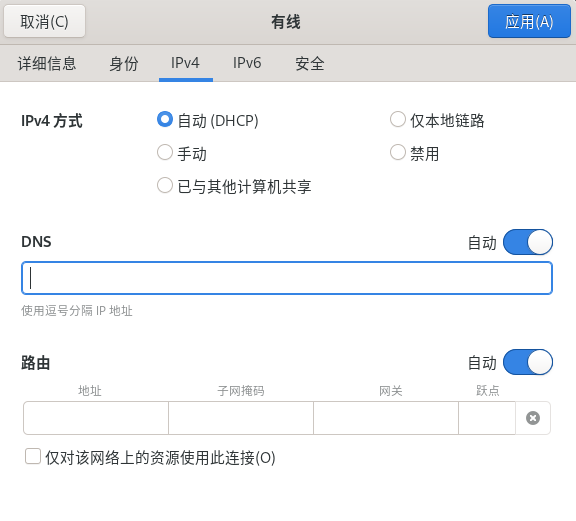 取消(C) 有线 应用(A)
详细信息 身份 IPv4 IPv6 安全
IPv4 方式 自动 (DHCP) 仅本地链路
手动 禁用
已与其他计算机共享
DNS 自动
使用逗号分隔 IP 地址
路由 自动
地址 子网掩码 网关 跃点
仅对该网络上的资源使用此连接(O)